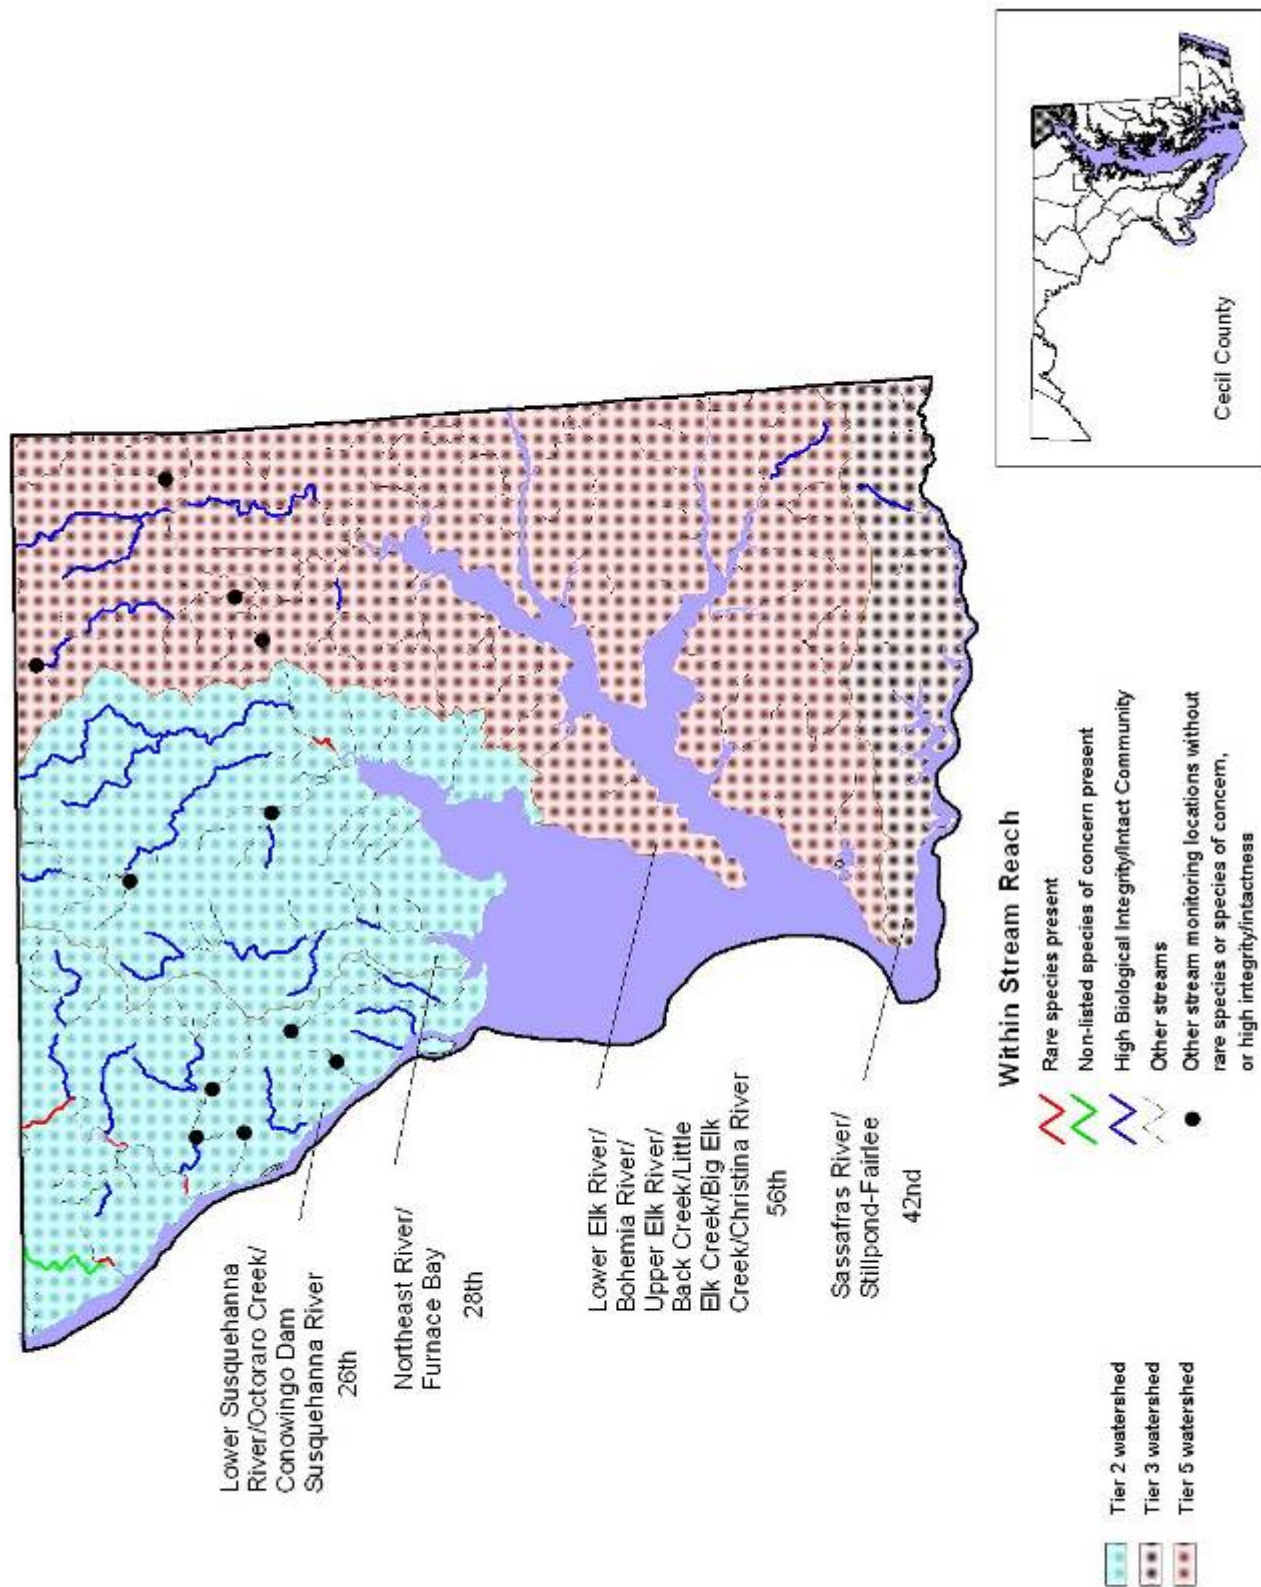 Lower Susquehanna
River/Octoraro Creek/
Conowingo Dam
Susquehanna River
26th
Northeast River/
Furnace Bay
28th
Lower Elk River/
Bohemia River/
Upper Elk River/
Back Creek/Little
Elk Creek/Big Elk
Creek/Christina River
56th
Sassafras River/
Stillpond-Fairlee
42nd
Within Stream Reach
Rare species present
Non-listed species of concern present
High Biological Integrity/Intact Community
Other streams
Other stream monitoring locations without
rare species or species of concern,
or high integrity/intactness
Tier 2 watershed
Tier 3 watershed
Tier 5 watershed
Cecil County